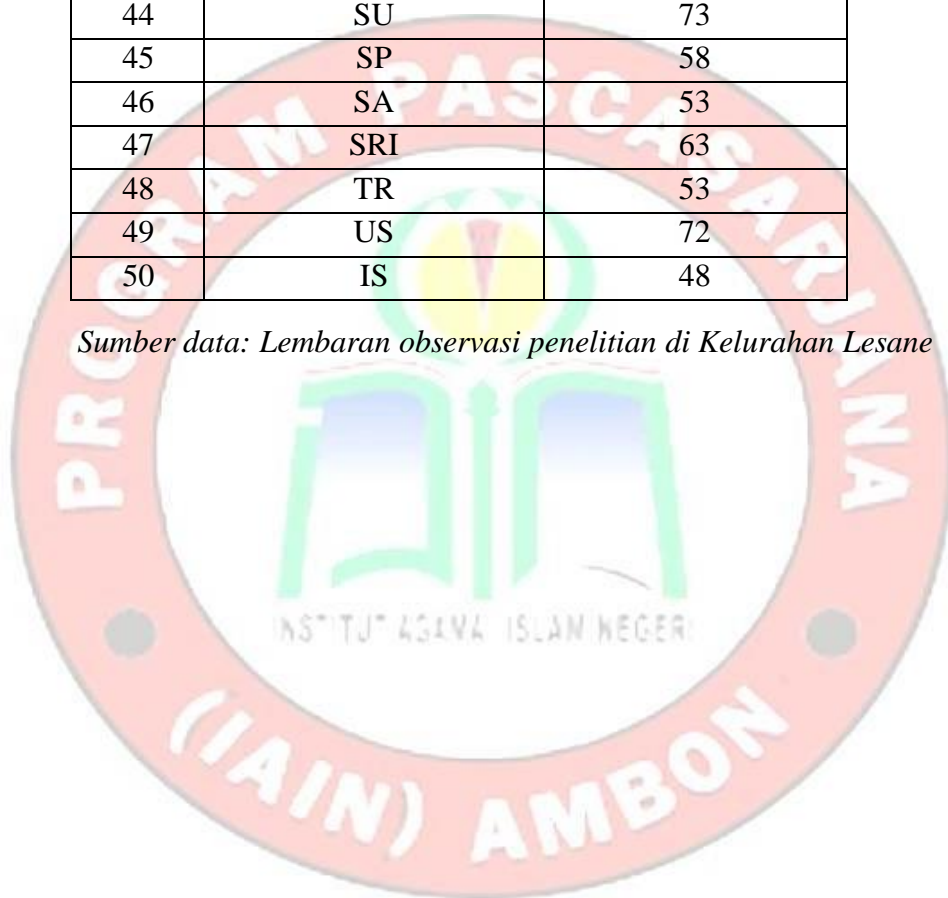 44 SU 73
45 SP 58
46 SA 53
47 SRI 63
48 TR 53
49 US 72
50 IS 48
Sumber data: Lembaran observasi penelitian di Kelurahan Lesane
PROGRAM PASCASARJANA
INSTITUT AGAMA ISLAM NEGERI
(IAIN) AMBON